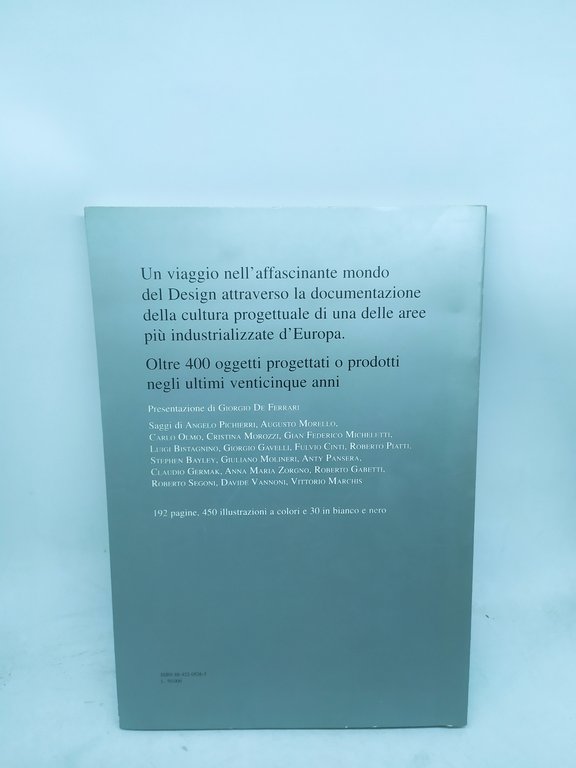 Un viaggio nell'affascinante mondo
del Design attraverso la documentazione
della cultura progettuale di una delle aree
più industrializzate d'Europa.
Oltre 400 oggetti progettati o prodotti
negli ultimi venticinque anni
Presentazione di GIORGIO DE FERRARI
Saggi di ANGELO PICHIERRI, AUGUSTO MORELLO,
CARLO OLMO, CRISTINA MOROZZI, GIAN FEDERICO MICHELETTI,
LUIGI BISTAGNINO, GIORGIO GAVELLI, FULVIO CINTI, ROBERTO PIATTI,
STEPHEN BAYLEY, GIULIANO MOLINERI, ANTY PANSERA,
CLAUDIO GERMAK, ANNA MARIA ZORGNO, ROBERTO GABETTI,
ROBERTO SEGONI, DAVIDE VANNONI, VITTORIO MARCHIS
192 pagine, 450 illustrazioni a colori e 30 in bianco e nero
ISBN 88-422-
L.